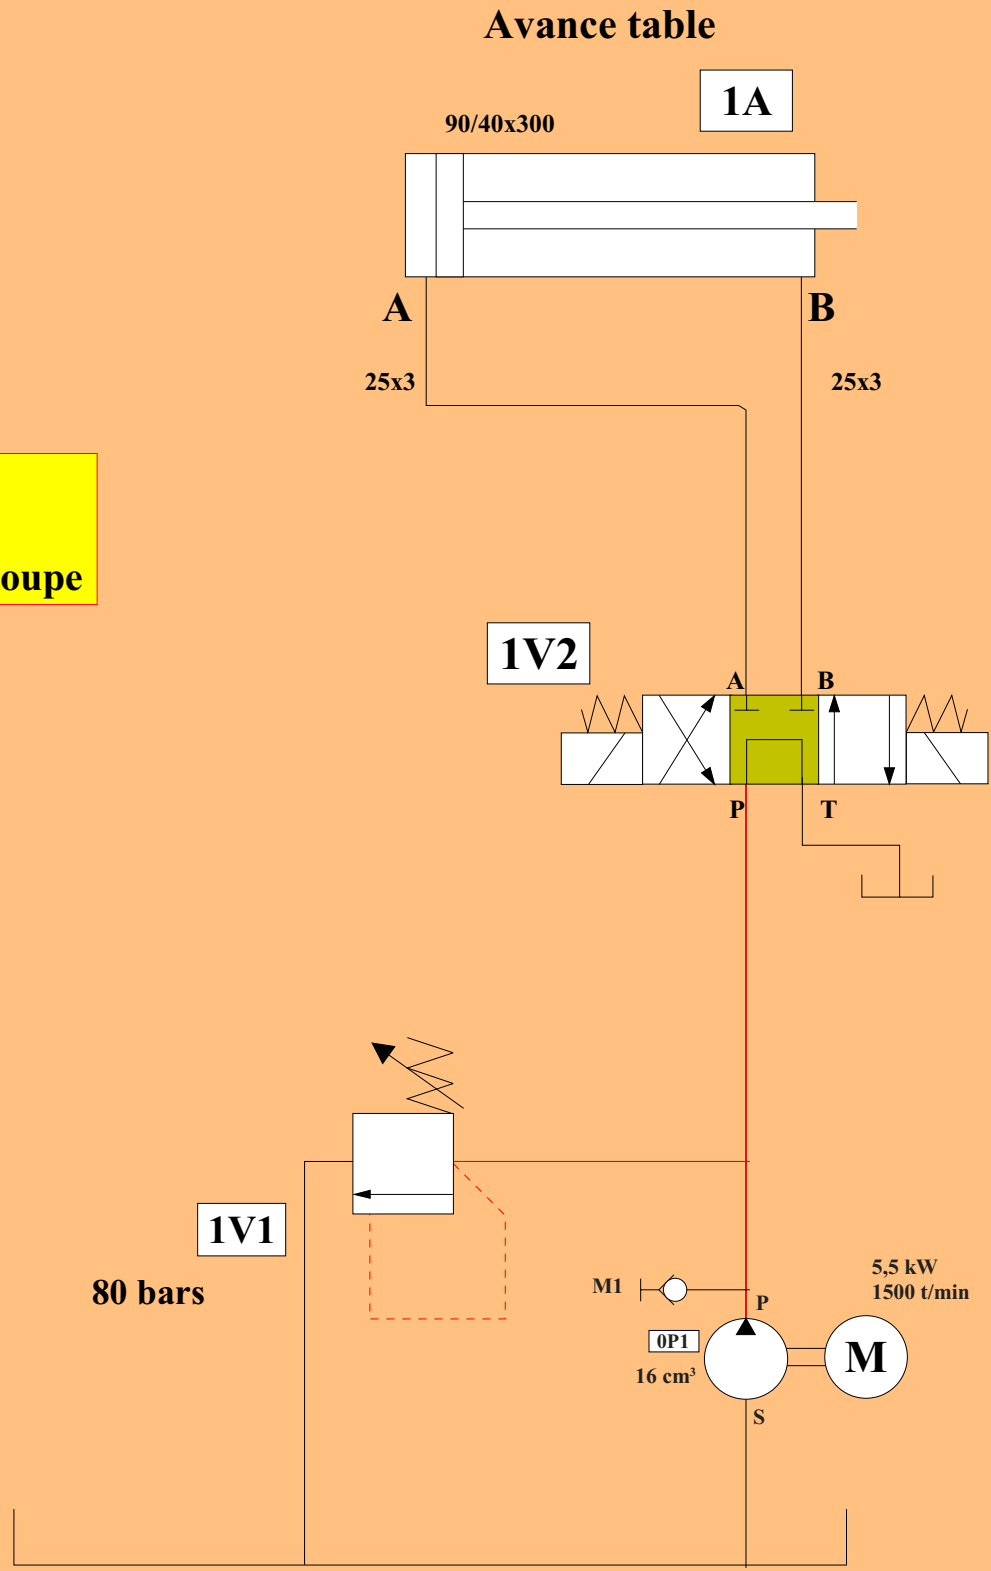 Avance table
1A
90/40x300
A
B
25x3
25x3
oupe
1V2
A
B
P
T
1V1
80 bars
M1
P
5,5 kW
1500 t/min
0P1
16 cm³
M
S